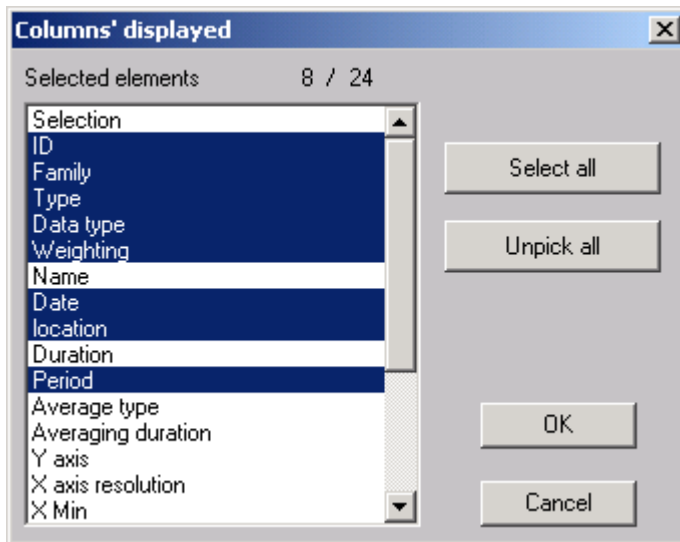 Columns' displayed
Selected elements 8 / 24
Selection
ID
Family
Type
Data type
Weighting
Name
Date
location
Duration
Period
Average type
Averaging duration
Y axis
X axis resolution
X Min
Select all
Unpick all
OK
Cancel